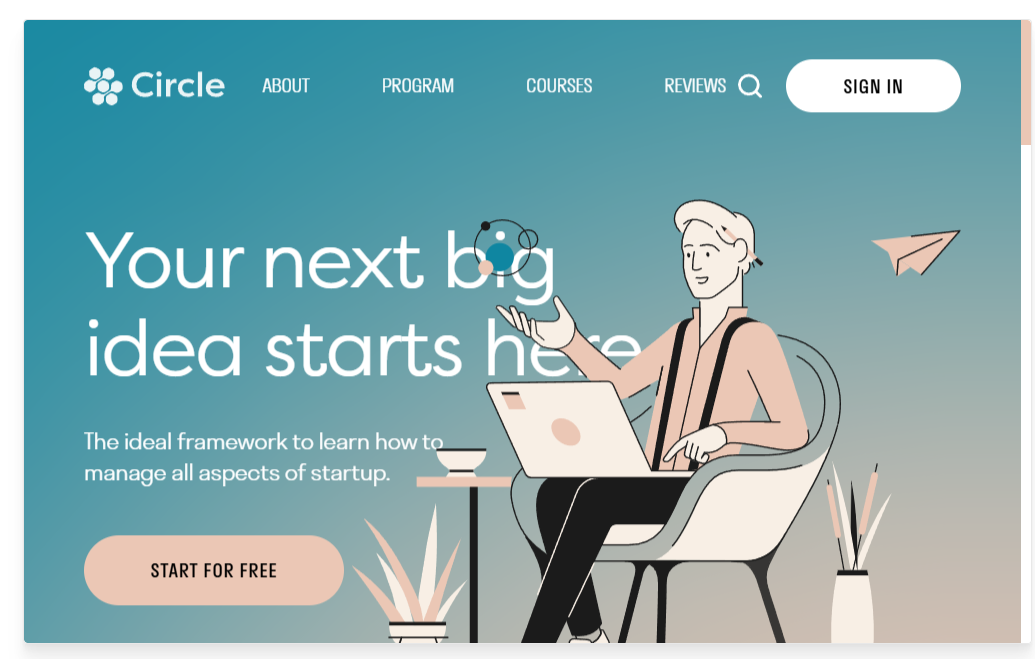 Circle
ABOUT
PROGRAM
COURSES
REVIEWS
SIGN IN
Your next big
idea starts here
The ideal framework to learn how to
manage all aspects of startup.
START FOR FREE